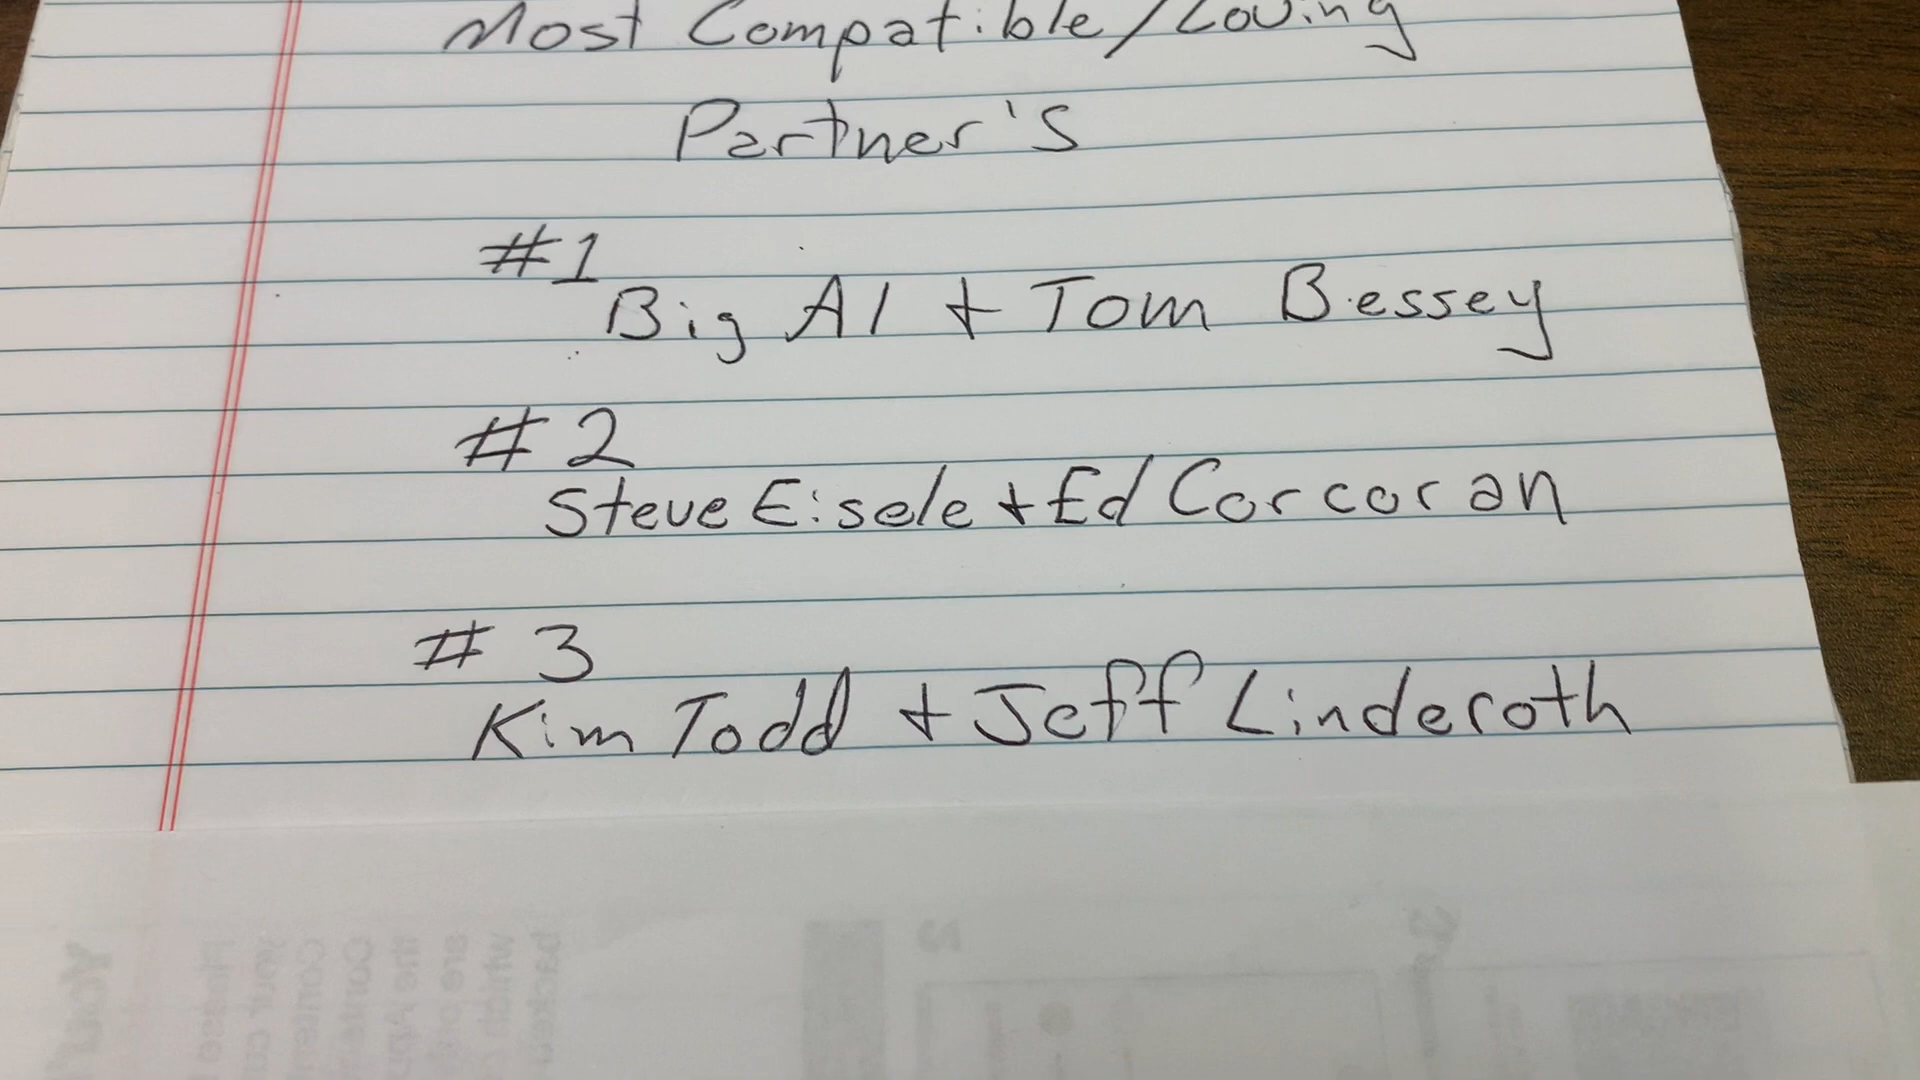 Most Compatible/Loving
Partner's
#1
Big Al + Tom Bessey
#2
Steve Eisele + Ed Corcoran
#3
Kim Todd + Jeff Linderoth